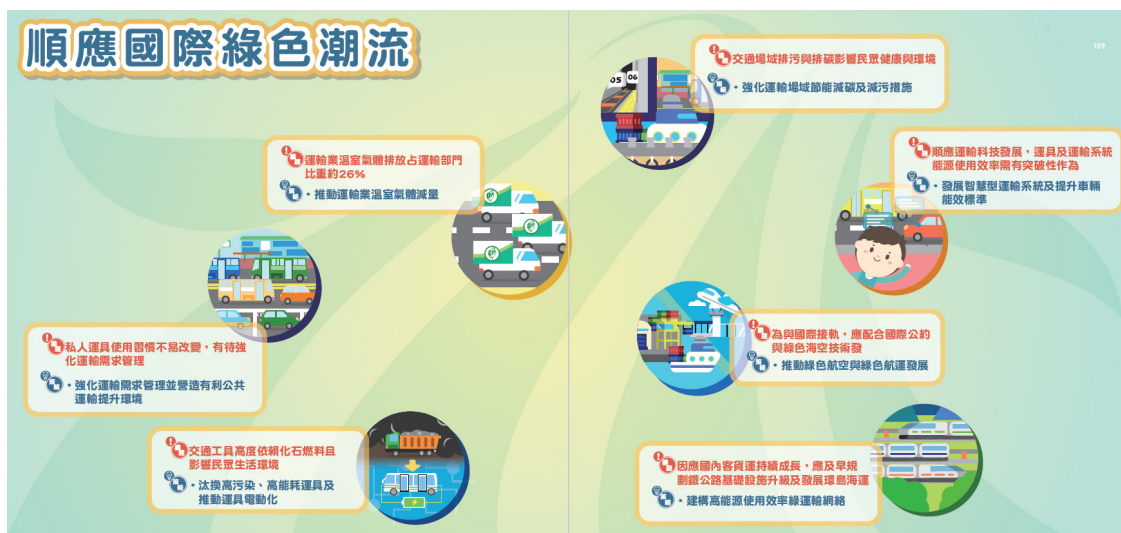 順應國際綠色潮流
運輸業溫室氣體排放占運輸部門
比重約26%
・推動運輸業溫室氣體減量
私人運具使用習慣不易改變，有待強
化運輸需求管理
・強化運輸需求管理並營造有利公共
運輸提升環境
交通工具高度依賴化石燃料且
影響民眾生活環境
・汰換高污染、高能耗運具及
推動運具電動化
109
交通場域排污與排碳影響民眾健康與環境
・強化運輸場域節能減碳及減污措施
05 06
順應運輸科技發展，運具及運輸系統
能源使用效率需有突破性作為
・發展智慧型運輸系統及提升車輛
能效標準
為與國際接軌，應配合國際公約
與綠色海空技術發
・推動綠色航空與綠色航運發展
因應國內客貨運持續成長，應及早規
劃鐵公路基礎設施升級及發展環島海運
・建構高能源使用效率綠運輸網絡